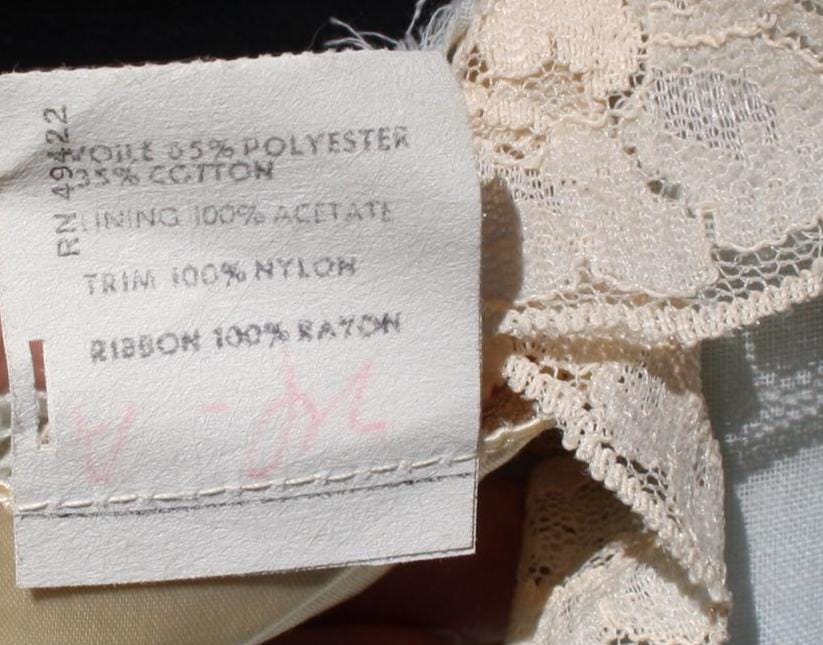 RN 49422
VOILE 65% POLYESTER
35% COTTON
LINING 100% ACETATE
TRIM 100% NYLON
RIBBON 100% RAYON